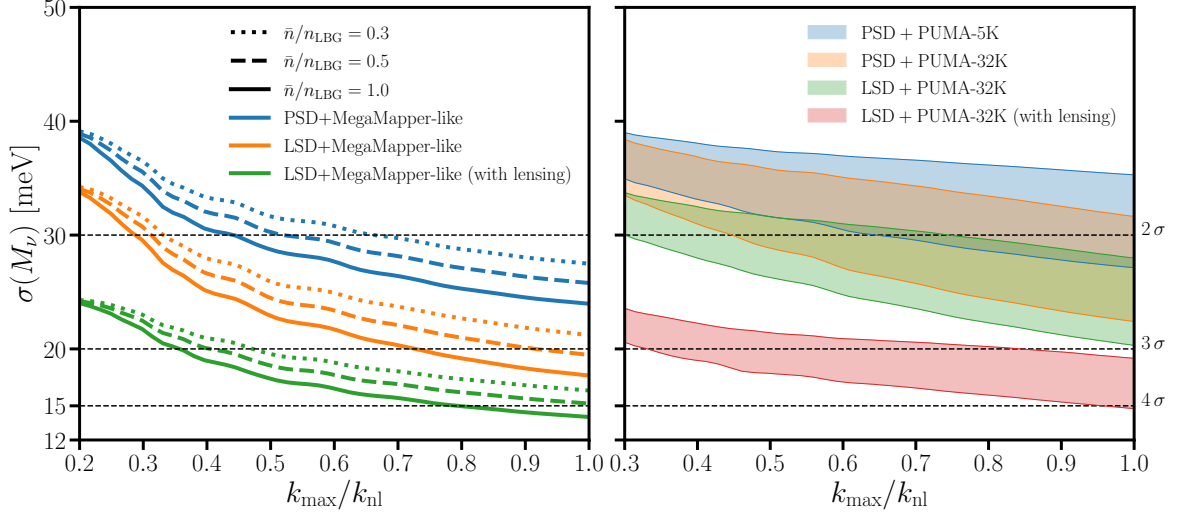 50
40
30
20
15
12
σ(M_ν) [meV]
n̄/n_LBG = 0.3
n̄/n_LBG = 0.5
n̄/n_LBG = 1.0
PSD+MegaMapper-like
LSD+MegaMapper-like
LSD+MegaMapper-like (with lensing)
0.2 0.3 0.4 0.5 0.6 0.7 0.8 0.9 1.0
k_max/k_nl
PSD + PUMA-5K
PSD + PUMA-32K
LSD + PUMA-32K
LSD + PUMA-32K (with lensing)
2 σ
3 σ
4 σ
0.3 0.4 0.5 0.6 0.7 0.8 0.9 1.0
k_max/k_nl